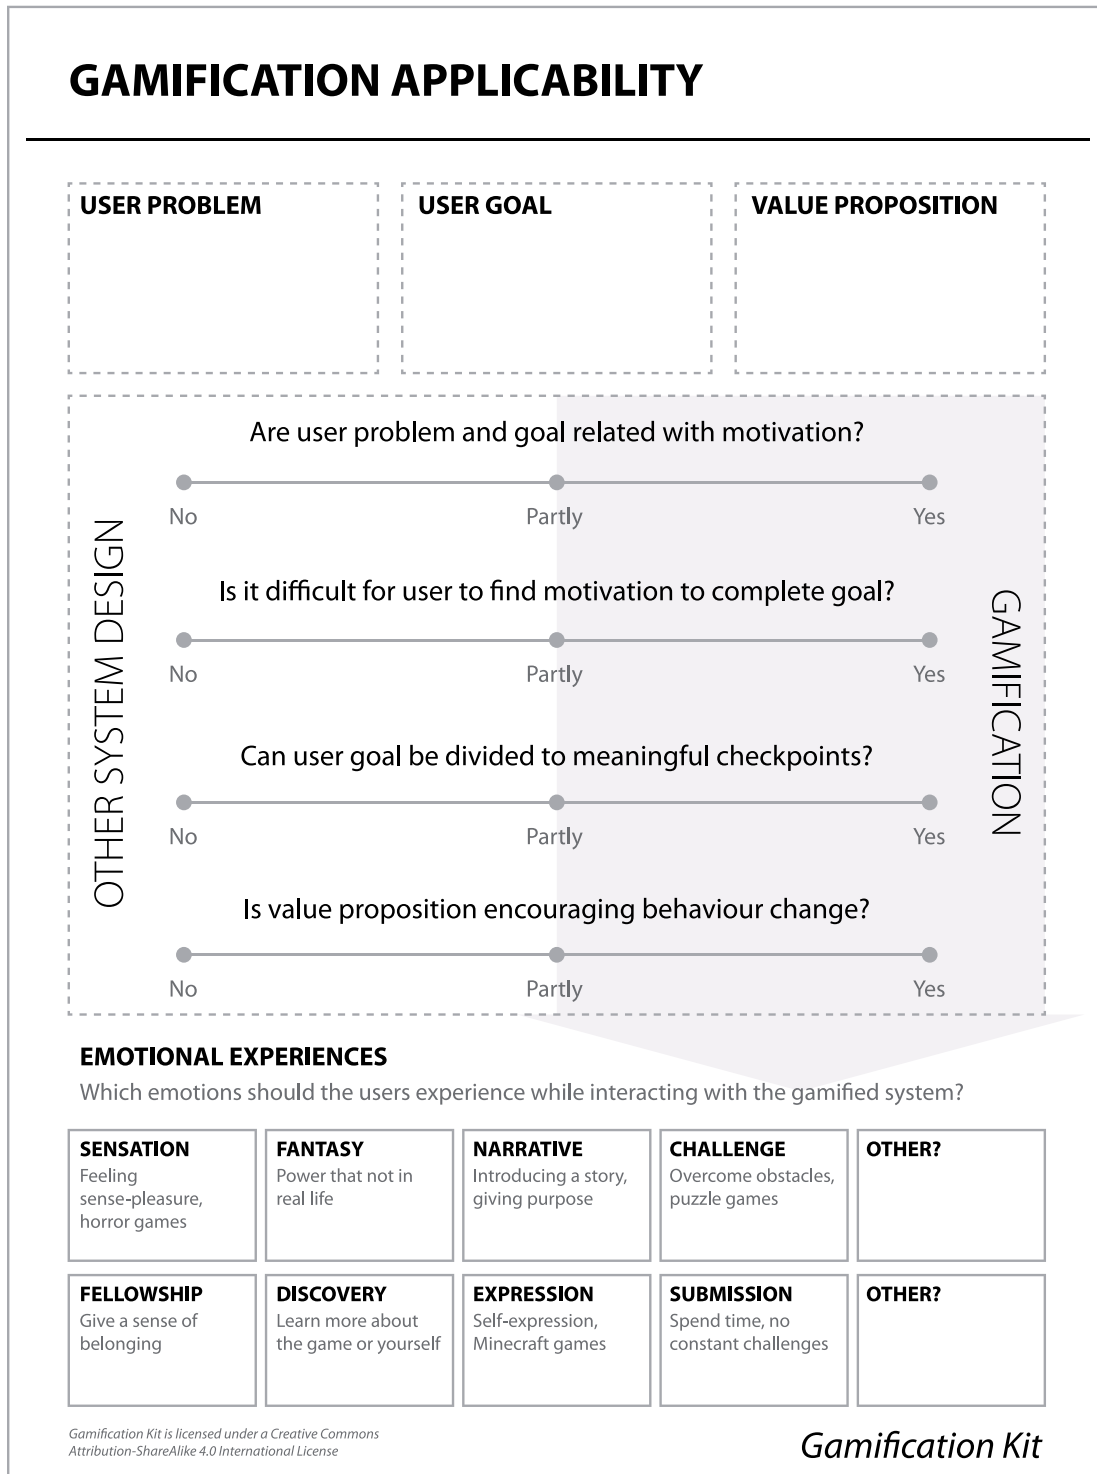 GAMIFICATION APPLICABILITY
USER PROBLEM
USER GOAL
VALUE PROPOSITION
OTHER SYSTEM DESIGN
Are user problem and goal related with motivation?
No Partly Yes
Is it difficult for user to find motivation to complete goal?
No Partly Yes
Can user goal be divided to meaningful checkpoints?
No Partly Yes
Is value proposition encouraging behaviour change?
No Partly Yes
GAMIFICATION
EMOTIONAL EXPERIENCES
Which emotions should the users experience while interacting with the gamified system?
SENSATION
Feeling
sense-pleasure,
horror games
FANTASY
Power that not in
real life
NARRATIVE
Introducing a story,
giving purpose
CHALLENGE
Overcome obstacles,
puzzle games
OTHER?
FELLOWSHIP
Give a sense of
belonging
DISCOVERY
Learn more about
the game or yourself
EXPRESSION
Self-expression,
Minecraft games
SUBMISSION
Spend time, no
constant challenges
OTHER?
Gamification Kit is licensed under a Creative Commons
Attribution-ShareAlike 4.0 International License
Gamification Kit